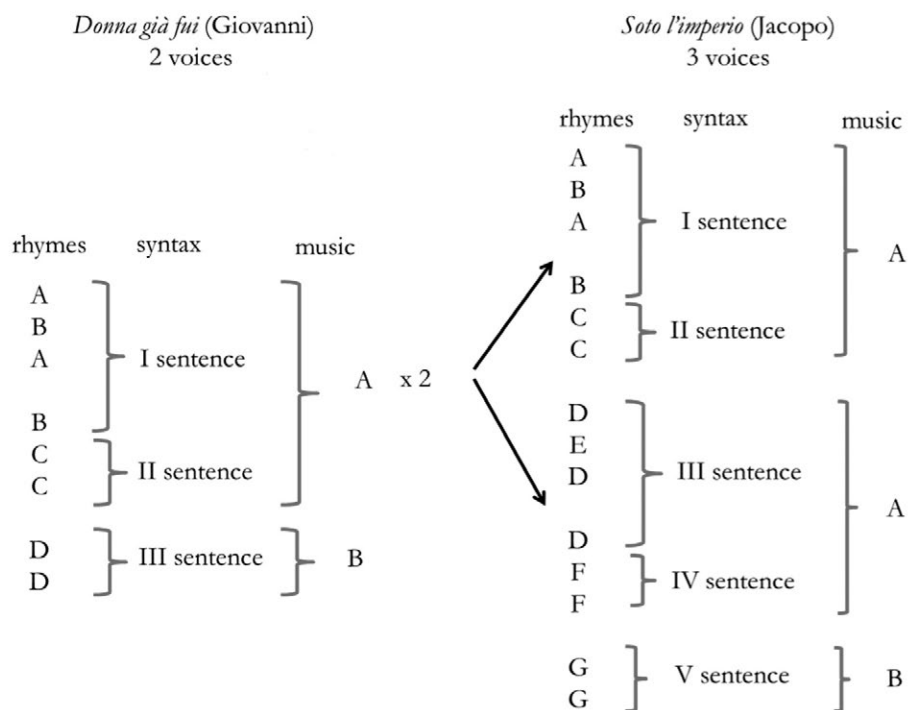 Donna già fui (Giovanni)
2 voices
rhymes syntax music
A
B
A I sentence
A x 2
B
C
II sentence
C
D
III sentence B
D
Soto l'imperio (Jacopo)
3 voices
rhymes syntax music
A
B
A I sentence
A
B
C
II sentence
C
D
E
D III sentence
A
D
F
IV sentence
F
G V sentence B
G